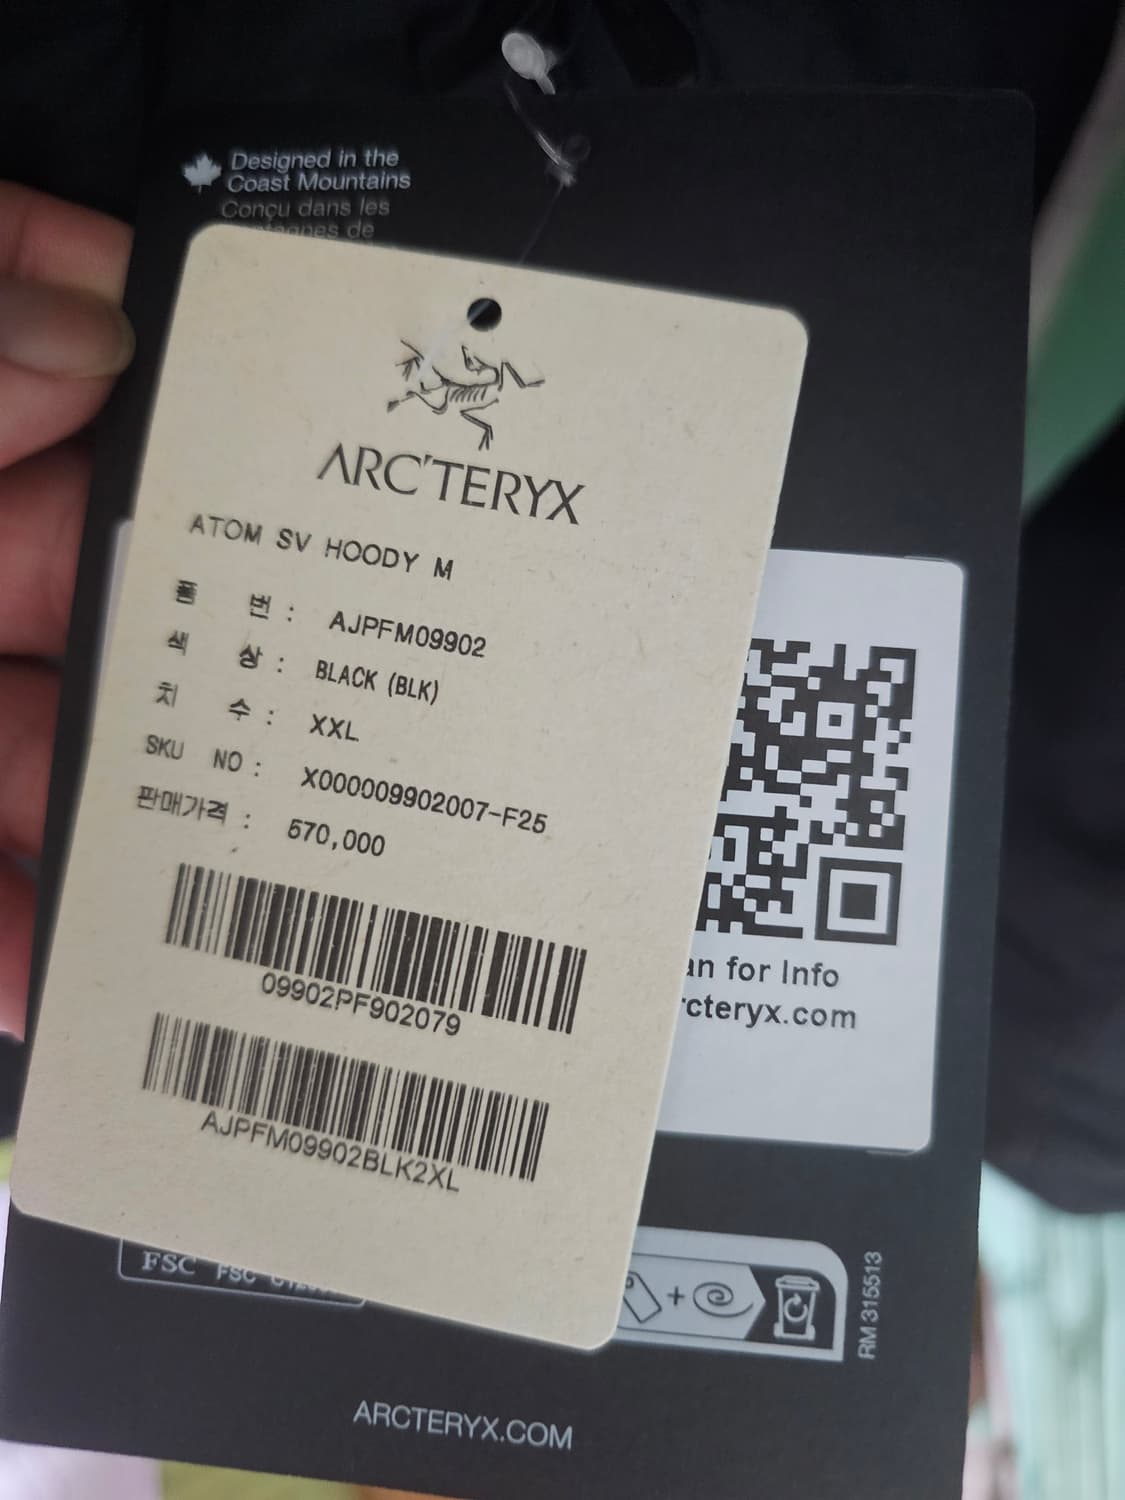 Designed in the
Coast Mountains
Conçu dans les
de
ARC'TERYX
ATOM SV HOODY M
품 번 : AJPFM09902
색 상 : BLACK (BLK)
치 수 : XXL
SKU NO : X000009902007-F25
판매가격 : 570,000
09902PF902079
AJPFM09902BLK2XL
for Info
rcteryx.com
FSC FSC
RM 315513
ARCTERYX.COM